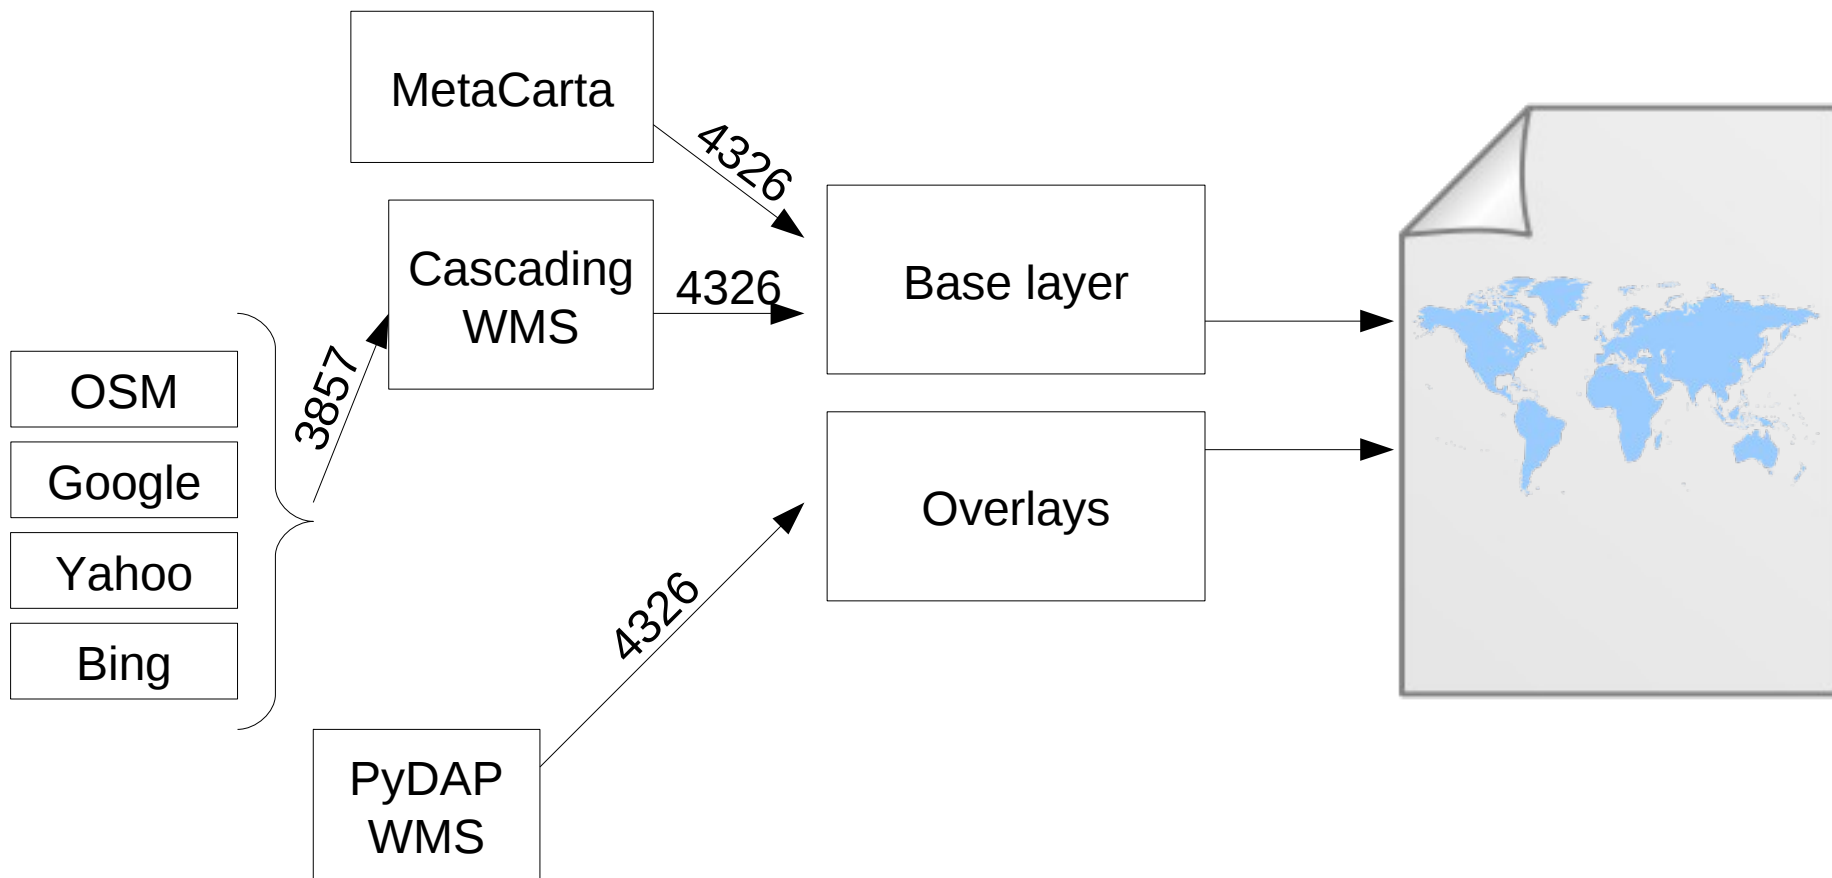 MetaCarta
4326
Cascading
WMS
4326
Base layer
3857
OSM
Google
Yahoo
Bing
Overlays
4326
PyDAP
WMS